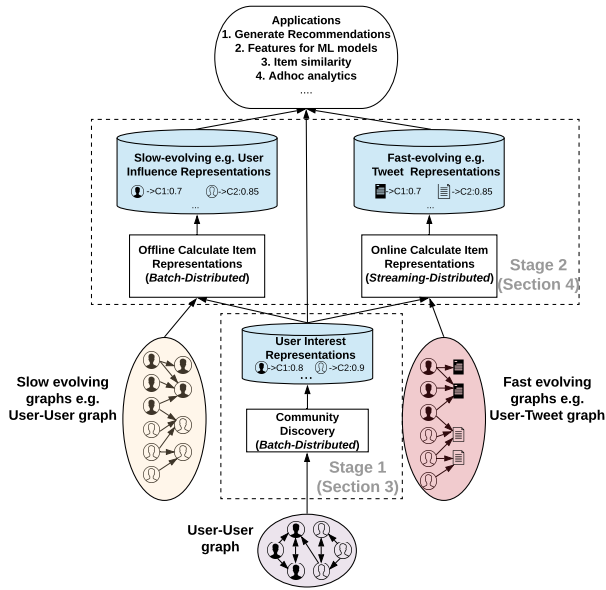 Applications
1. Generate Recommendations
2. Features for ML models
3. Item similarity
4. Adhoc analytics
....
Slow-evolving e.g. User
Influence Representations
->C1:0.7
->C2:0.85
...
Fast-evolving e.g.
Tweet Representations
->C1:0.7
->C2:0.85
...
Offline Calculate Item
Representations
(Batch-Distributed)
Online Calculate Item
Representations
(Streaming-Distributed)
Stage 2
(Section 4)
User Interest
Representations
->C1:0.8
->C2:0.9
...
Slow evolving
graphs e.g.
User-User graph
Fast evolving
graphs e.g.
User-Tweet graph
Community
Discovery
(Batch-Distributed)
Stage 1
(Section 3)
User-User
graph